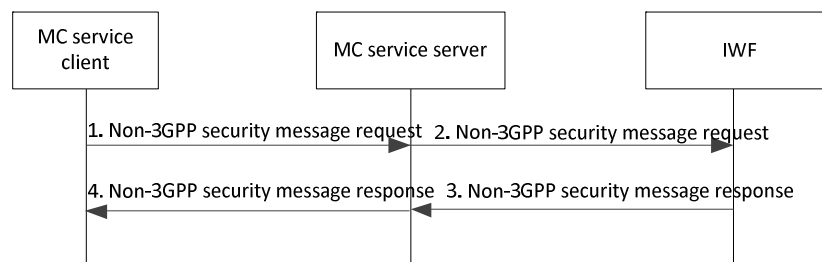 MC service
client
MC service server
IWF
1. Non-3GPP security message request
2. Non-3GPP security message request
4. Non-3GPP security message response
3. Non-3GPP security message response